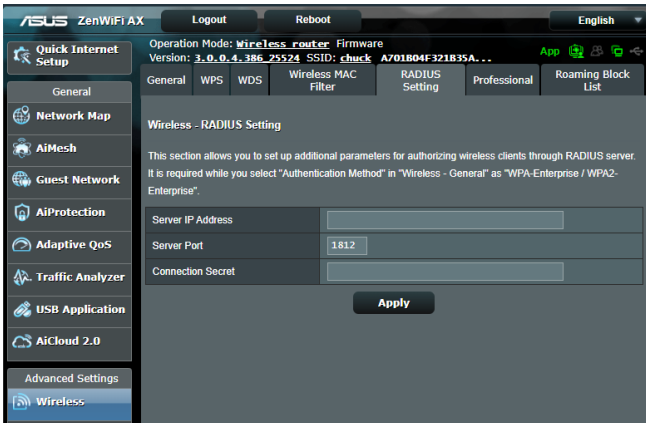 ASUS ZenWiFi AX Logout Reboot English
Quick Internet Setup
General
Network Map
AiMesh
Guest Network
AiProtection
Adaptive QoS
Traffic Analyzer
USB Application
AiCloud 2.0
Advanced Settings
Wireless
Operation Mode: Wireless router Firmware
Version: 3.0.0.4.386_25524 SSID: chuck A701B04F321B35A... App
General WPS WDS Wireless MAC Filter RADIUS Setting Professional Roaming Block List
Wireless - RADIUS Setting
This section allows you to set up additional parameters for authorizing wireless clients through RADIUS server.
It is required while you select "Authentication Method" in "Wireless - General" as "WPA-Enterprise / WPA2-
Enterprise".
Server IP Address
Server Port 1812
Connection Secret
Apply